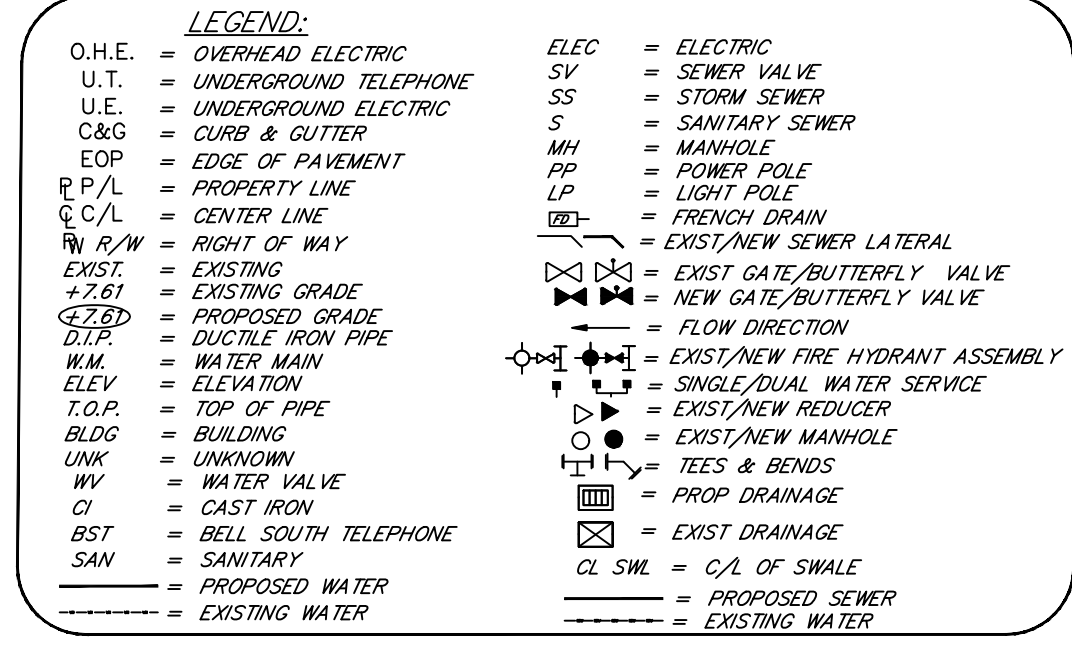 LEGEND:
O.H.E. = OVERHEAD ELECTRIC
U.T. = UNDERGROUND TELEPHONE
U.E. = UNDERGROUND ELECTRIC
C&G = CURB & GUTTER
EOP = EDGE OF PAVEMENT
PL P/L = PROPERTY LINE
CL C/L = CENTER LINE
RW R/W = RIGHT OF WAY
EXIST. = EXISTING
+7.61 = EXISTING GRADE
+7.61 = PROPOSED GRADE
D.I.P. = DUCTILE IRON PIPE
W.M. = WATER MAIN
ELEV = ELEVATION
T.O.P. = TOP OF PIPE
BLDG = BUILDING
UNK = UNKNOWN
WV = WATER VALVE
CI = CAST IRON
BST = BELL SOUTH TELEPHONE
SAN = SANITARY
= PROPOSED WATER
= EXISTING WATER
ELEC = ELECTRIC
SV = SEWER VALVE
SS = STORM SEWER
S = SANITARY SEWER
MH = MANHOLE
PP = POWER POLE
LP = LIGHT POLE
FD = FRENCH DRAIN
= EXIST/NEW SEWER LATERAL
= EXIST GATE/BUTTERFLY VALVE
= NEW GATE/BUTTERFLY VALVE
= FLOW DIRECTION
= EXIST/NEW FIRE HYDRANT ASSEMBLY
= SINGLE/DUAL WATER SERVICE
= EXIST/NEW REDUCER
= EXIST/NEW MANHOLE
= TEES & BENDS
= PROP DRAINAGE
= EXIST DRAINAGE
CL SWL = C/L OF SWALE
= PROPOSED SEWER
= EXISTING WATER